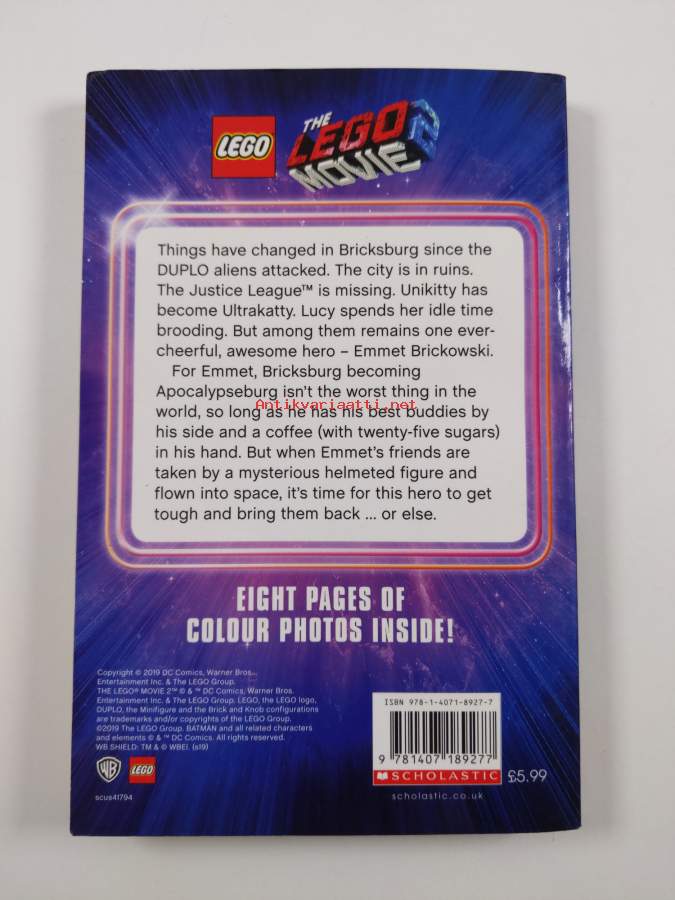 LEGO
THE
LEGO 2
MOVIE
Things have changed in Bricksburg since the
DUPLO aliens attacked. The city is in ruins.
The Justice League™ is missing. Unikitty has
become Ultrakatty. Lucy spends her idle time
brooding. But among them remains one ever-
cheerful, awesome hero – Emmet Brickowski.
For Emmet, Bricksburg becoming
Apocalypseburg isn't the worst thing in the
Antikvariaatti.net
world, so long as he has his best buddies by
his side and a coffee (with twenty-five sugars)
in his hand. But when Emmet's friends are
taken by a mysterious helmeted figure and
flown into space, it's time for this hero to get
tough and bring them back ... or else.
EIGHT PAGES OF
COLOUR PHOTOS INSIDE!
Copyright © 2019 DC Comics, Warner Bros.
Entertainment Inc. & The LEGO Group.
THE LEGO® MOVIE 2™ © & ™ DC Comics, Warner Bros.
Entertainment Inc. & The LEGO Group. LEGO, the LEGO logo,
DUPLO, the Minifigure and the Brick and Knob configurations
are trademarks and/or copyrights of the LEGO Group.
©2019 The LEGO Group. BATMAN and all related characters
and elements © & ™ DC Comics. All rights reserved.
WB SHIELD: TM & © WBEI. (s19)
WB LEGO
scus41794
ISBN 978-1-4071-8927-7
9 781407 189277
SCHOLASTIC £5.99
scholastic.co.uk